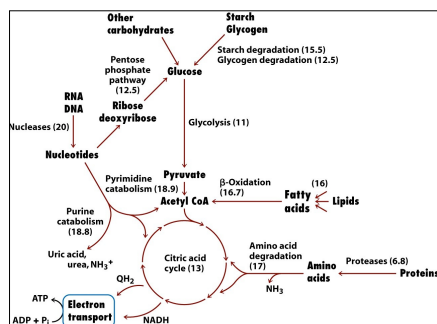 Other
carbohydrates
Starch
Glycogen
Starch degradation (15.5)
Glycogen degradation (12.5)
Pentose
phosphate
pathway
(12.5)
Glucose
RNA
DNA
Ribose
deoxyribose
Nucleases (20)
Glycolysis (11)
Nucleotides
Pyrimidine
catabolism (18.9)
Pyruvate
Acetyl CoA
β-Oxidation
(16.7)
Fatty
acids
(16)
Lipids
Purine
catabolism
(18.8)
Uric acid,
urea, NH₃⁺
Citric acid
cycle (13)
Amino acid
degradation
(17)
Amino
acids
Proteases (6.8)
Proteins
NH₃
QH₂
ATP
ADP + Pᵢ
Electron
transport
NADH